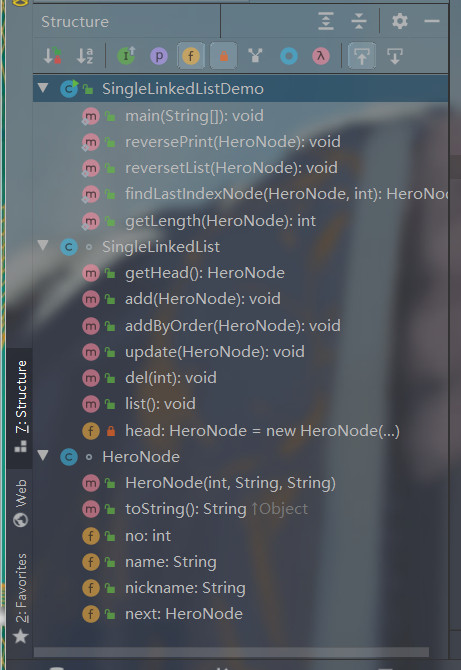 Structure
SingleLinkedListDemo
main(String[]): void
reversePrint(HeroNode): void
reversetList(HeroNode): void
findLastIndexNode(HeroNode, int): HeroNo
getLength(HeroNode): int
SingleLinkedList
getHead(): HeroNode
add(HeroNode): void
addByOrder(HeroNode): void
update(HeroNode): void
del(int): void
list(): void
head: HeroNode = new HeroNode(...)
HeroNode
HeroNode(int, String, String)
toString(): String ↑Object
no: int
name: String
nickname: String
next: HeroNode
7: Structure
Web
2: Favorites